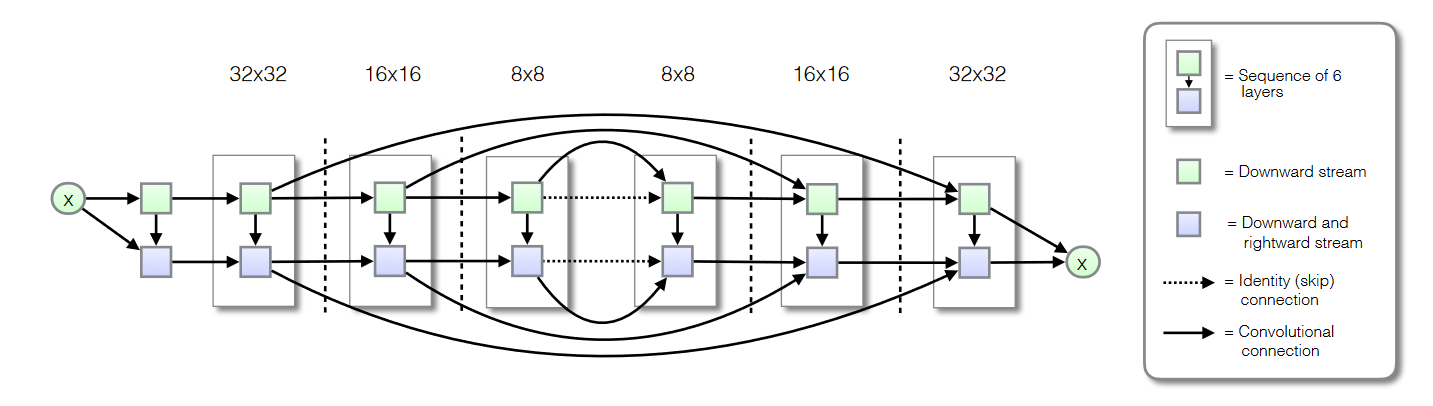 32x32 16x16 8x8 8x8 16x16 32x32
x
x
= Sequence of 6
layers
= Downward stream
= Downward and
rightward stream
= Identity (skip)
connection
= Convolutional
connection